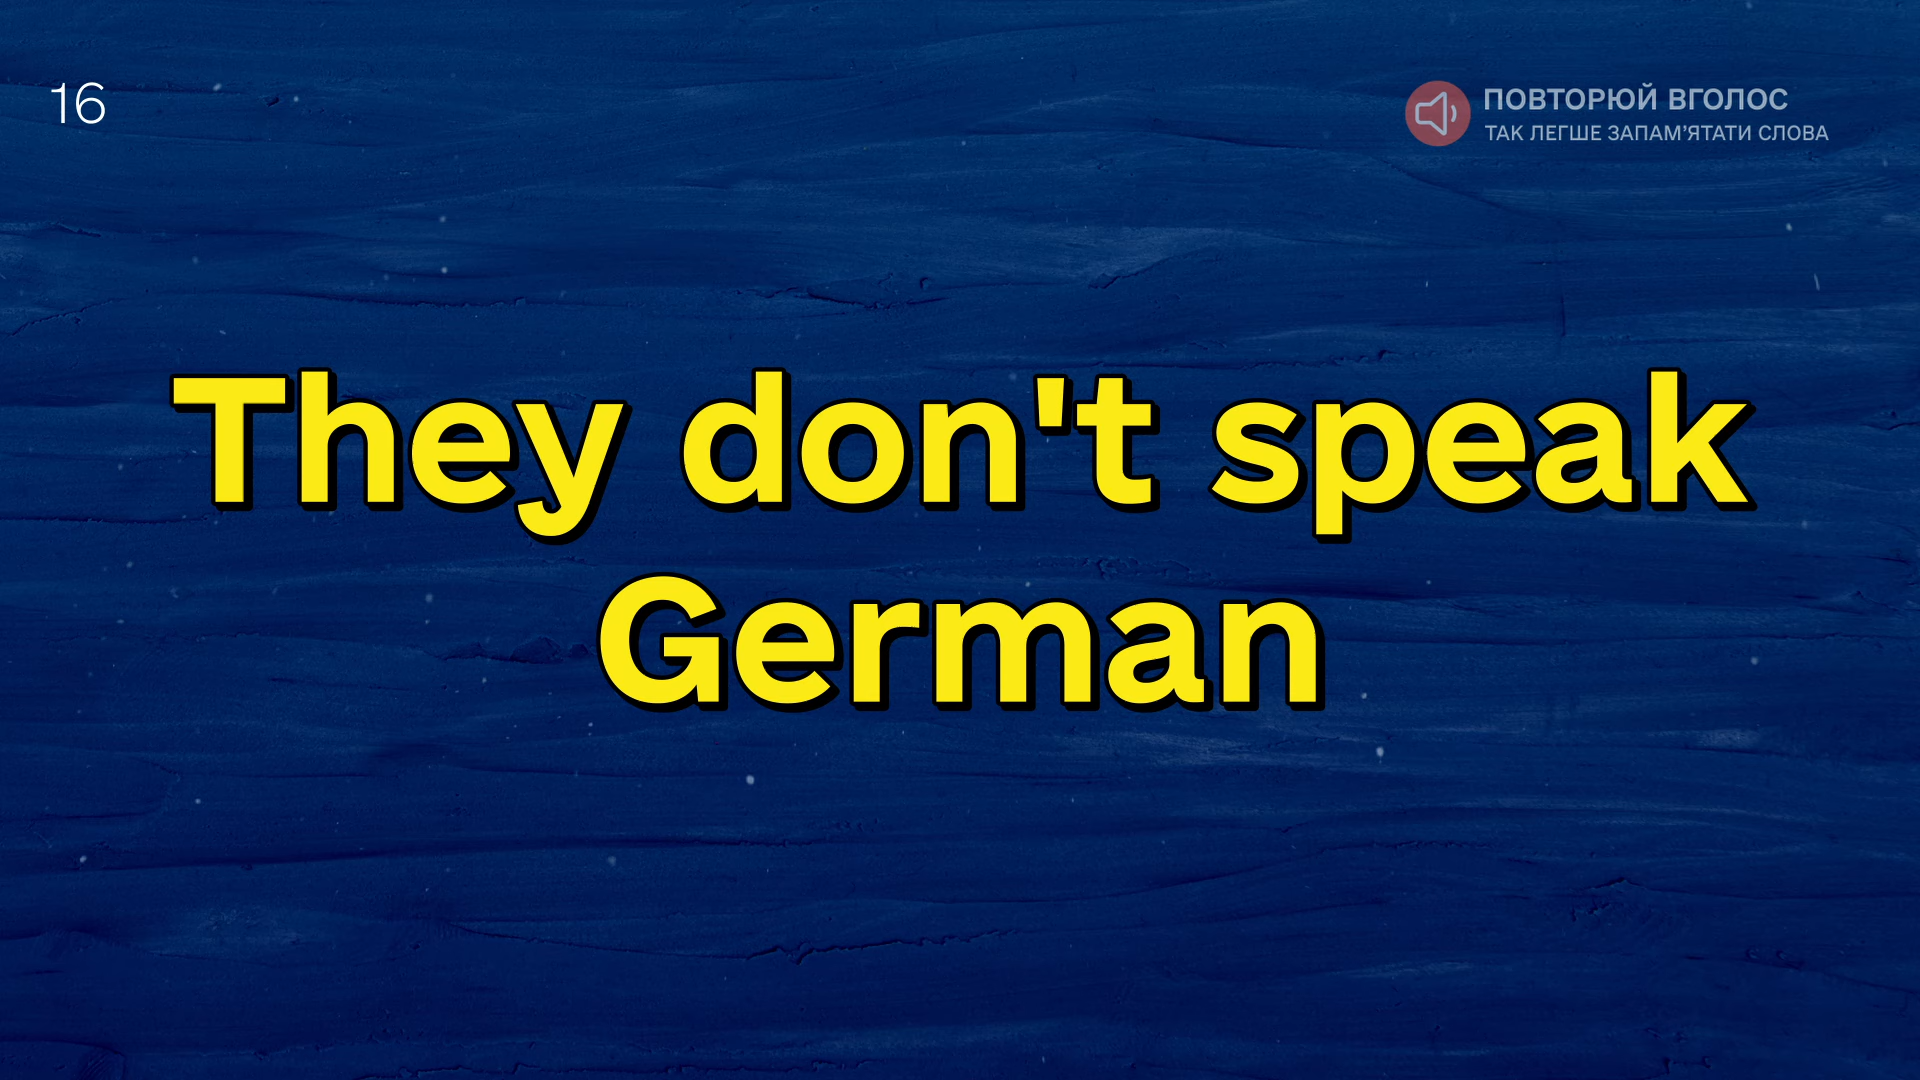 16
ПОВТОРЮЙ ВГОЛОС
ТАК ЛЕГШЕ ЗАПАМ'ЯТАТИ СЛОВА
They don't speak
German